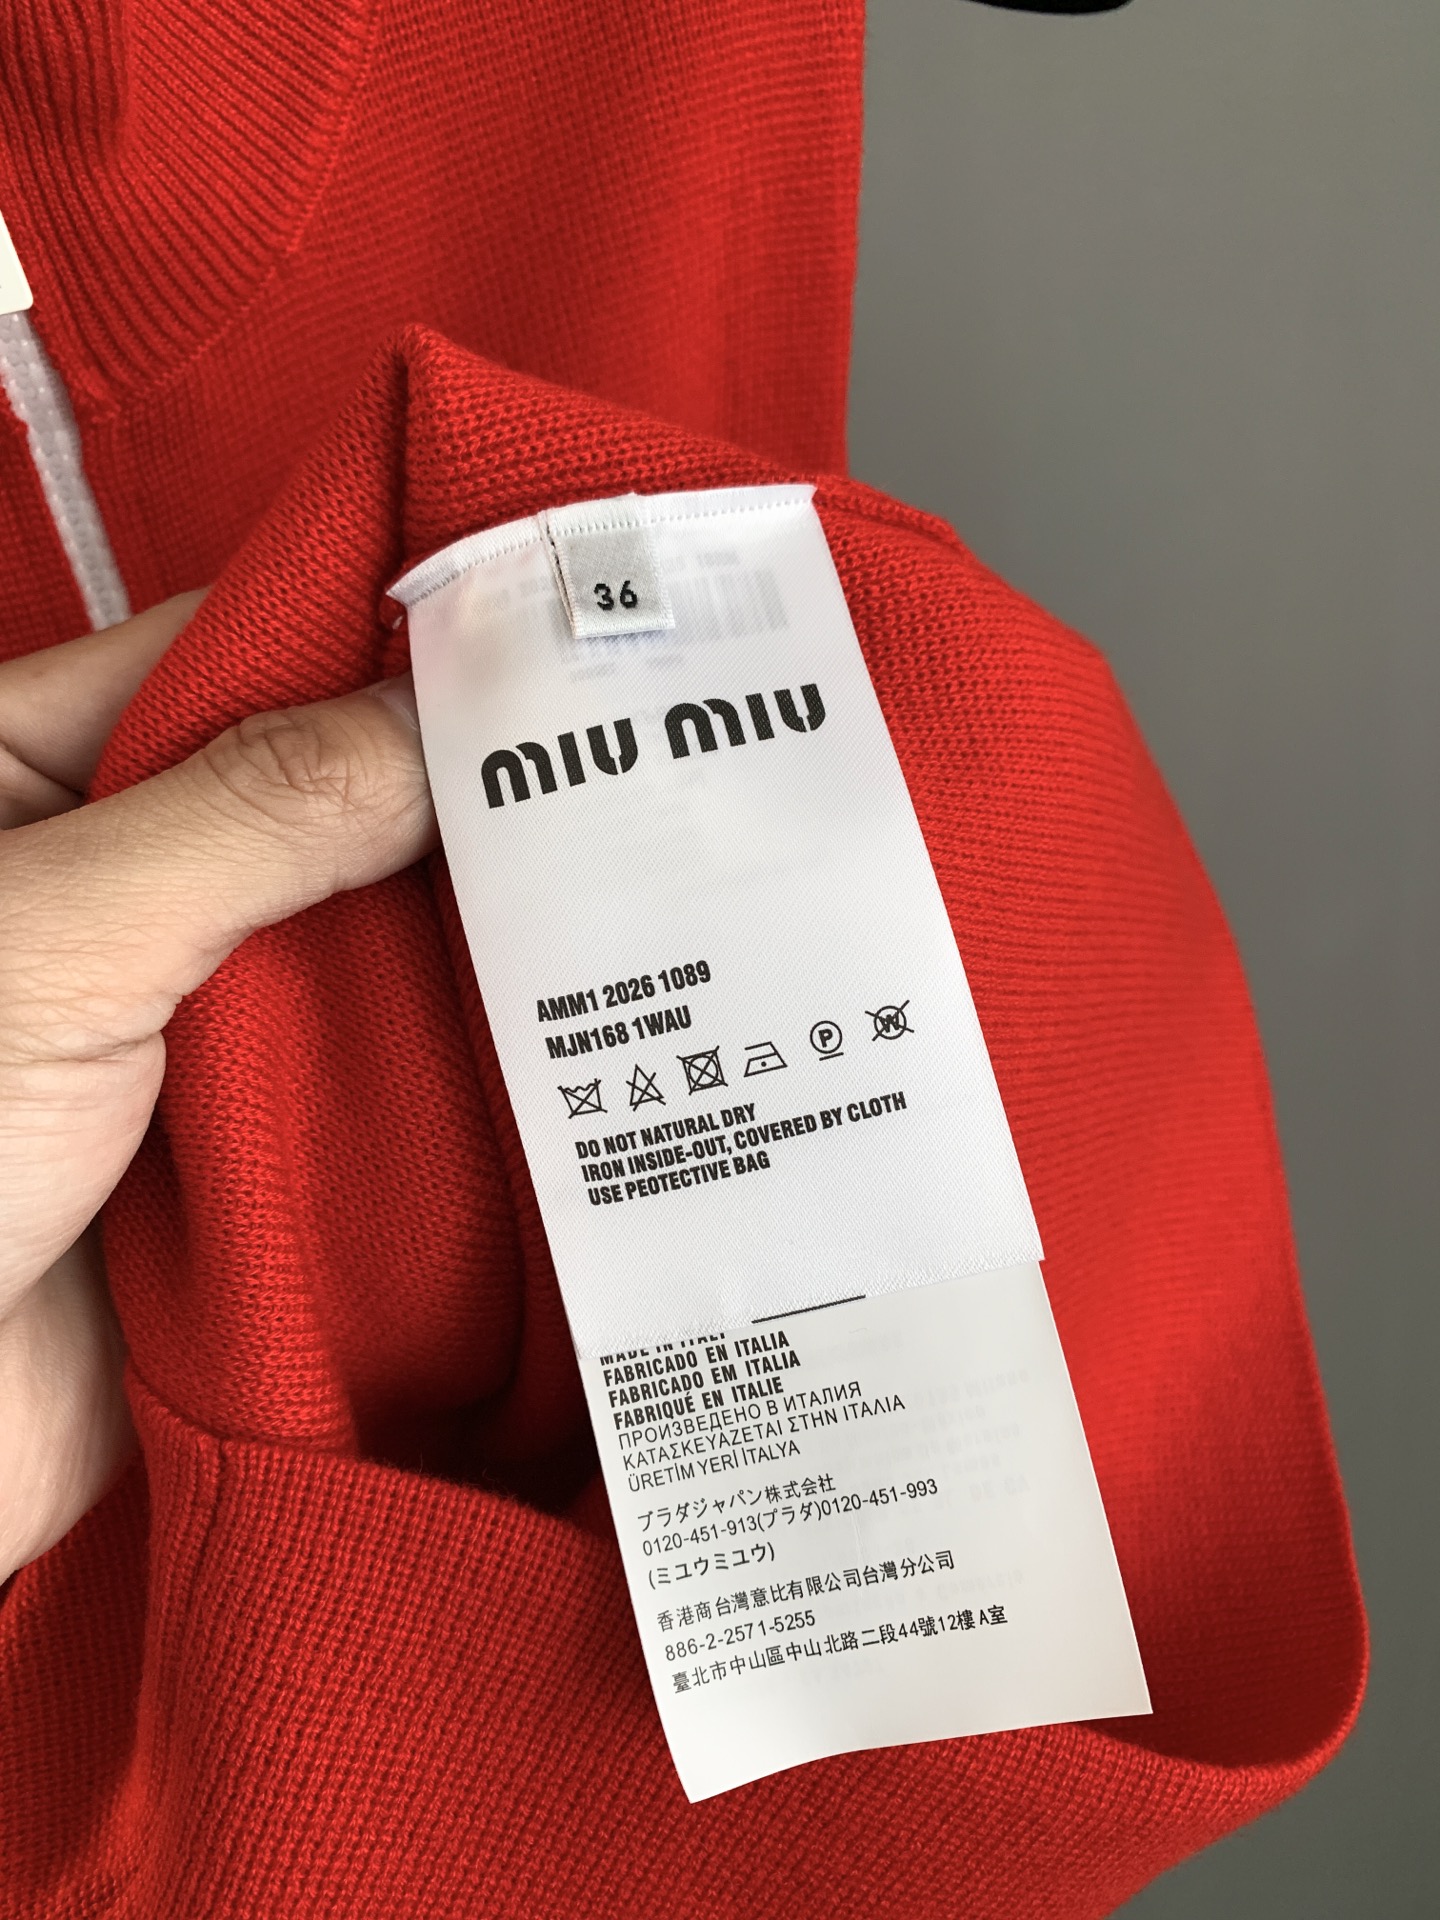 36
MIU MIU
AMM1 2026 1089
MJN168 1WAU
P W
DO NOT NATURAL DRY
IRON INSIDE-OUT, COVERED BY CLOTH
USE PEOTECTIVE BAG
MADE IN ITALY
FABRICADO EN ITALIA
FABRICADO EM ITALIA
FABRIQUÉ EN ITALIE
ПРОИЗВЕДЕНО В ИТАЛИЯ
ΚΑΤΑΣΚΕΥΑΖΕΤΑΙ ΣΤΗΝ ΙΤΑΛΙΑ
ÜRETİM YERİ İTALYA
プラダジャパン株式会社
0120-451-913(プラダ)0120-451-993
(ミユウミユウ)
香港商台灣意比有限公司台灣分公司
886-2-2571-5255
臺北市中山區中山北路二段44號12樓A室